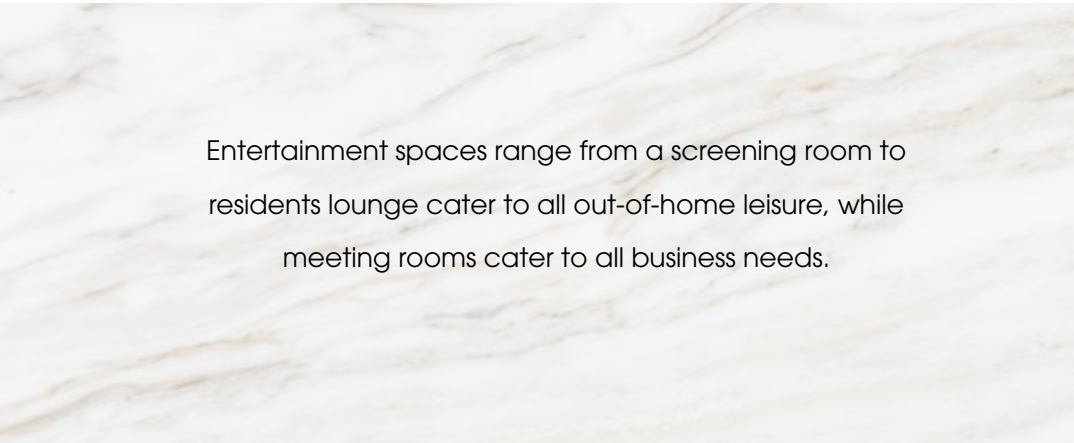 Entertainment spaces range from a screening room to
residents lounge cater to all out-of-home leisure, while
meeting rooms cater to all business needs.